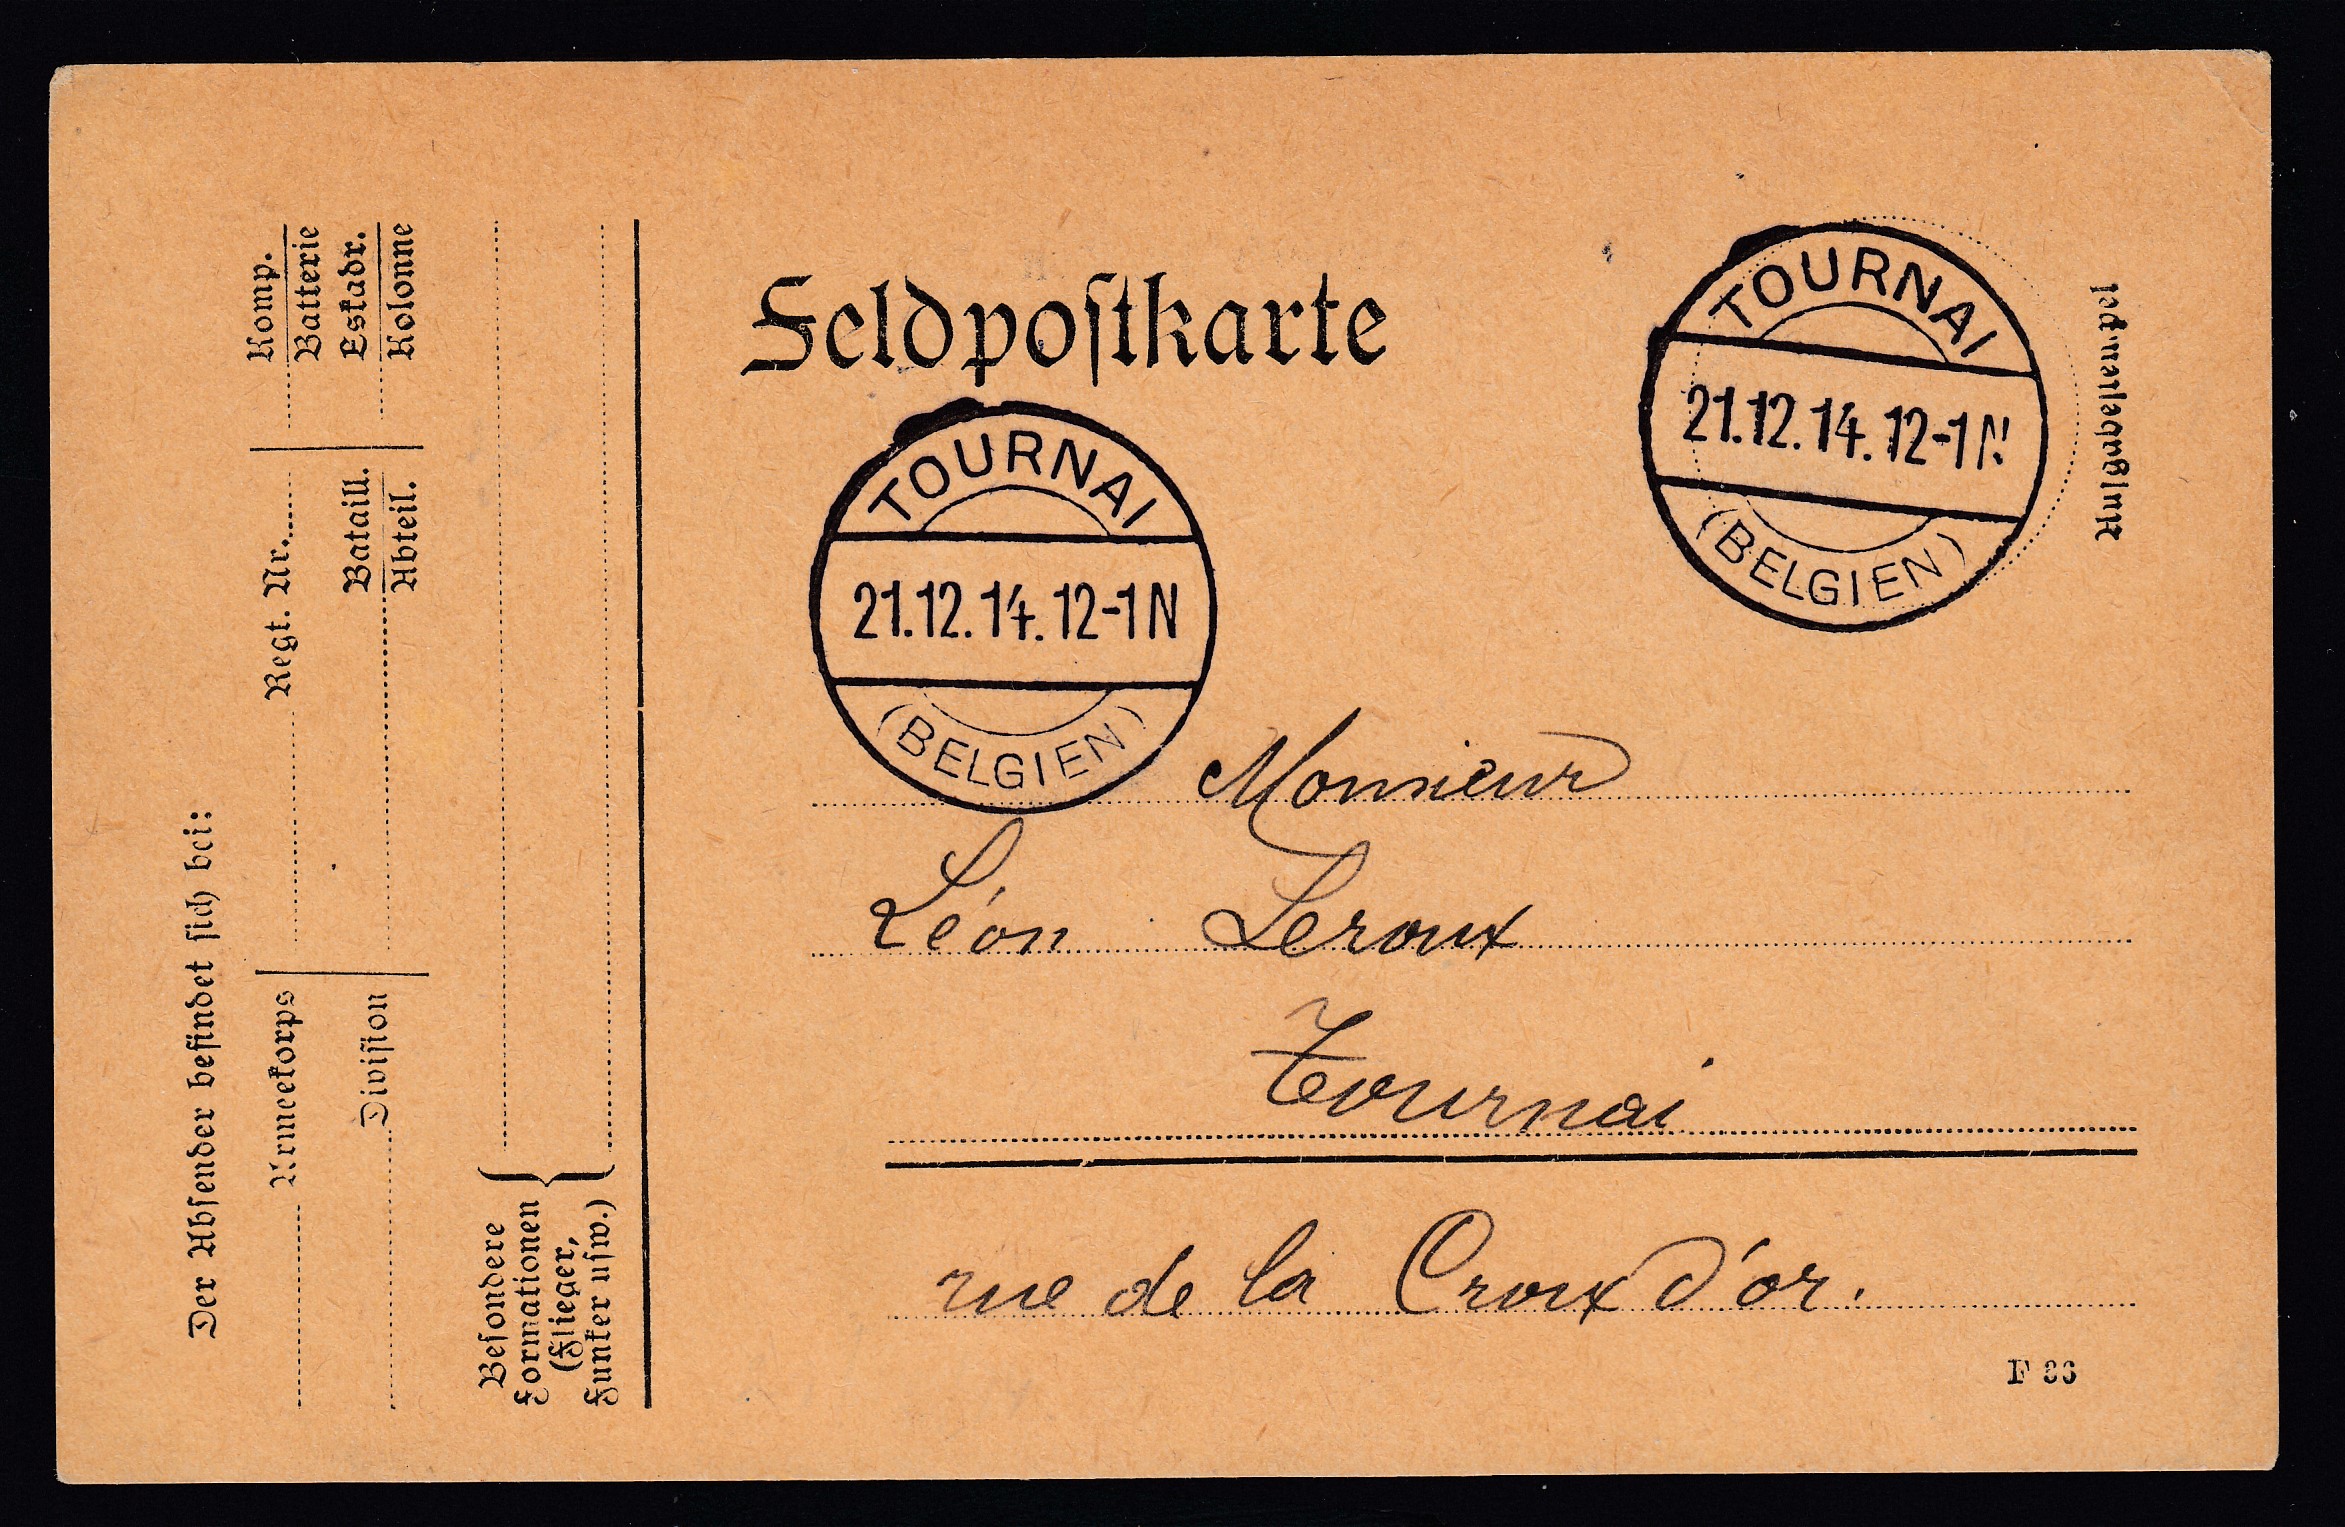 Der Absender befindet sich bei:
Armeekorps Regt. Nr. Komp.
Batterie
Division Bataill. Eskadr.
Abteil. Kolonne
Besondere
Formationen
(Flieger,
Funker usw.)
Feldpostkarte
TOURNAI
21.12.14.12-1N
(BELGIEN)
TOURNAI
21.12.14.12-1N
(BELGIEN)
Aufgabestempel
Monsieur
Léon Leroux
Tournai
rue de la Croix d'or.